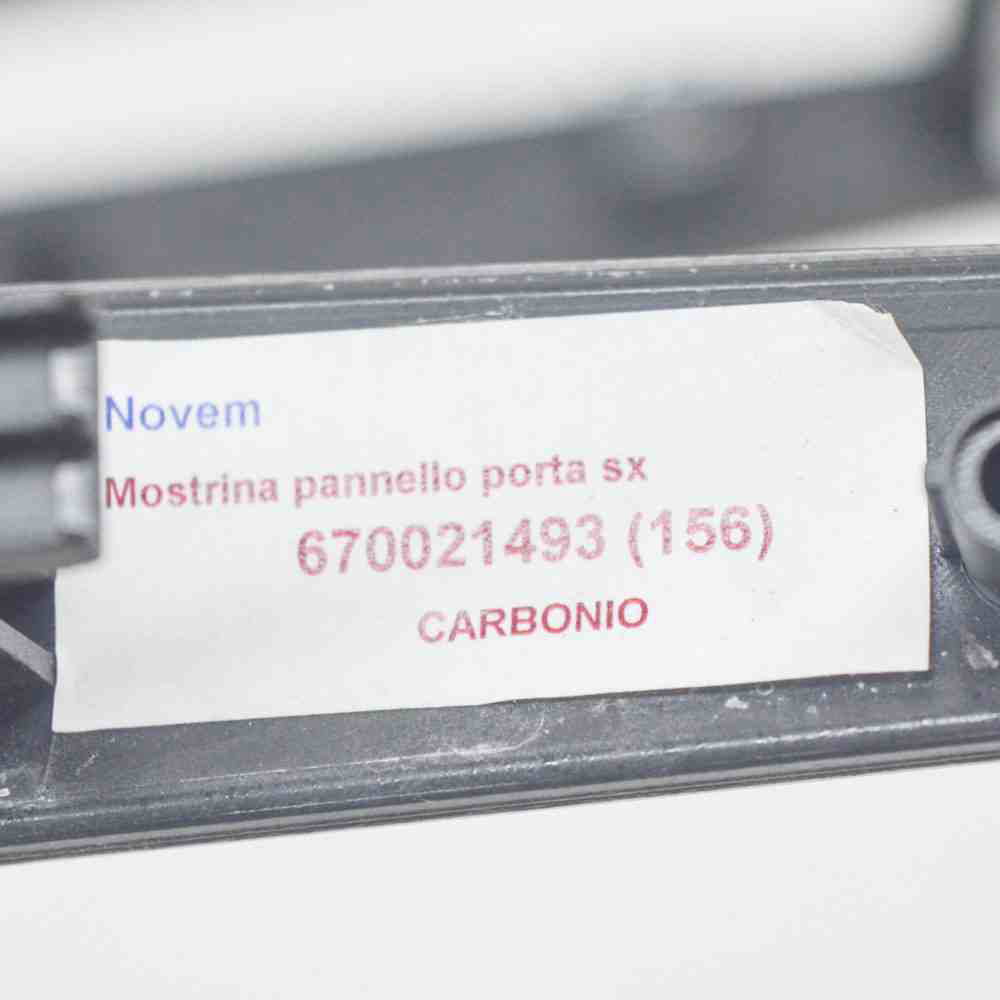 Novem
Mostrina pannello porta sx
670021493 (156)
CARBONIO